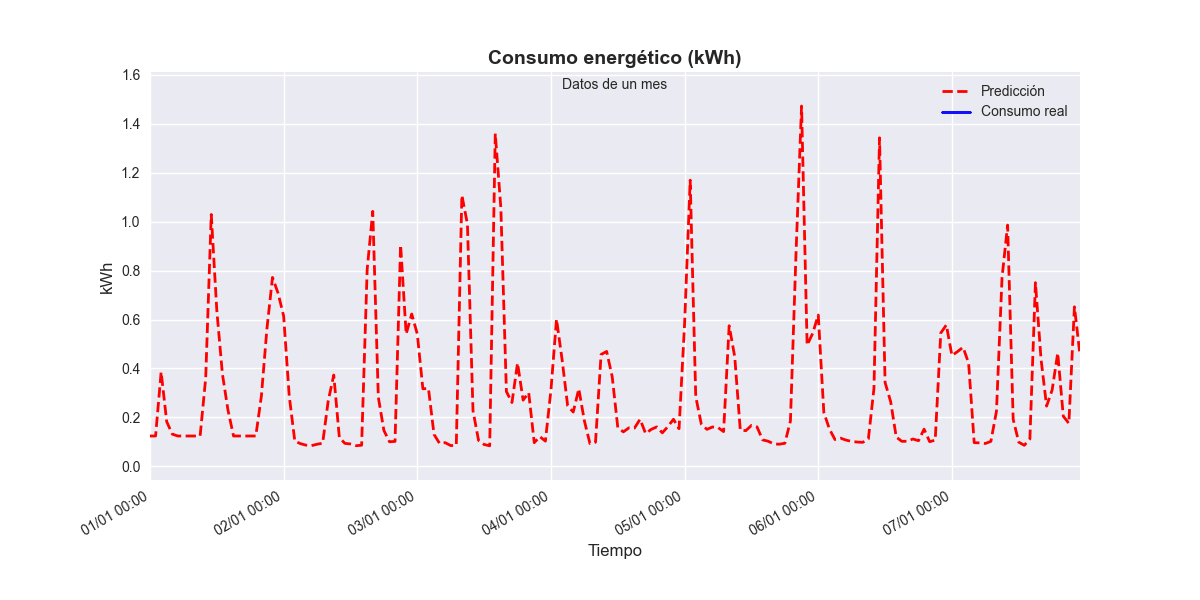 Consumo energético (kWh)
Datos de un mes
Predicción
Consumo real
kWh
1.6
1.4
1.2
1.0
0.8
0.6
0.4
0.2
0.0
01/01 00:00
02/01 00:00
03/01 00:00
04/01 00:00
05/01 00:00
06/01 00:00
07/01 00:00
Tiempo